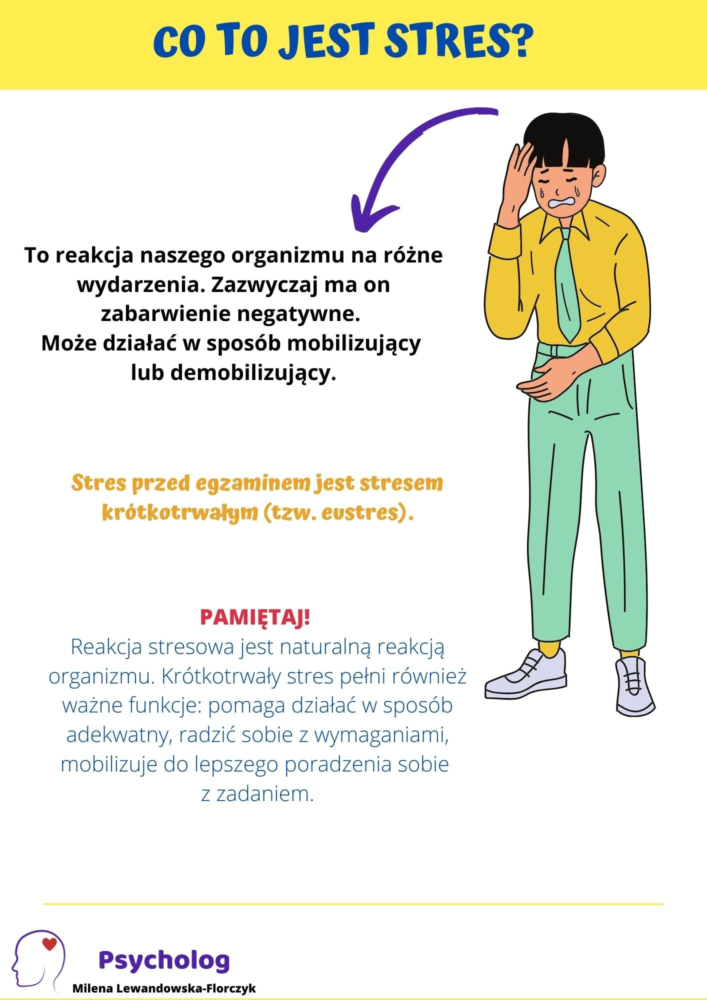 CO TO JEST STRES?
To reakcja naszego organizmu na różne
wydarzenia. Zazwyczaj ma on
zabarwienie negatywne.
Może działać w sposób mobilizujący
lub demobilizujący.
Stres przed egzaminem jest stresem
krótkotrwałym (tzw. eustres).
PAMIĘTAJ!
Reakcja stresowa jest naturalną reakcją
organizmu. Krótkotrwały stres pełni również
ważne funkcje: pomaga działać w sposób
adekwatny, radzić sobie z wymaganiami,
mobilizuje do lepszego poradzenia sobie
z zadaniem.
Psycholog
Milena Lewandowska-Florczyk